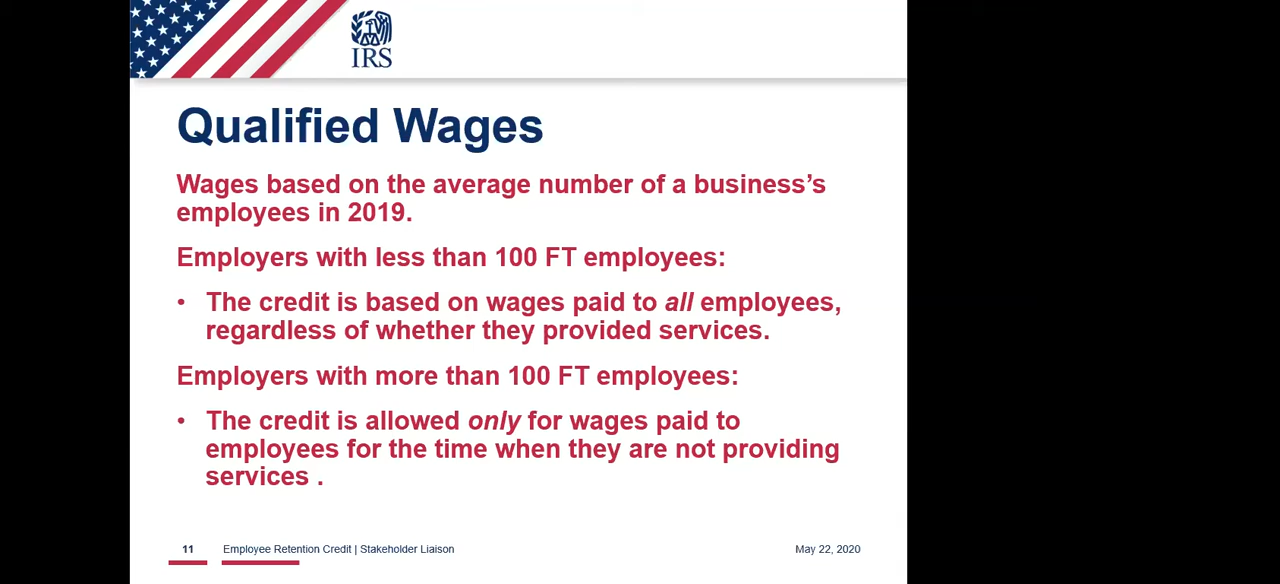 IRS
Qualified Wages
Wages based on the average number of a business’s
employees in 2019.
Employers with less than 100 FT employees:
• The credit is based on wages paid to all employees,
regardless of whether they provided services.
Employers with more than 100 FT employees:
• The credit is allowed only for wages paid to
employees for the time when they are not providing
services .
11 Employee Retention Credit | Stakeholder Liaison May 22, 2020